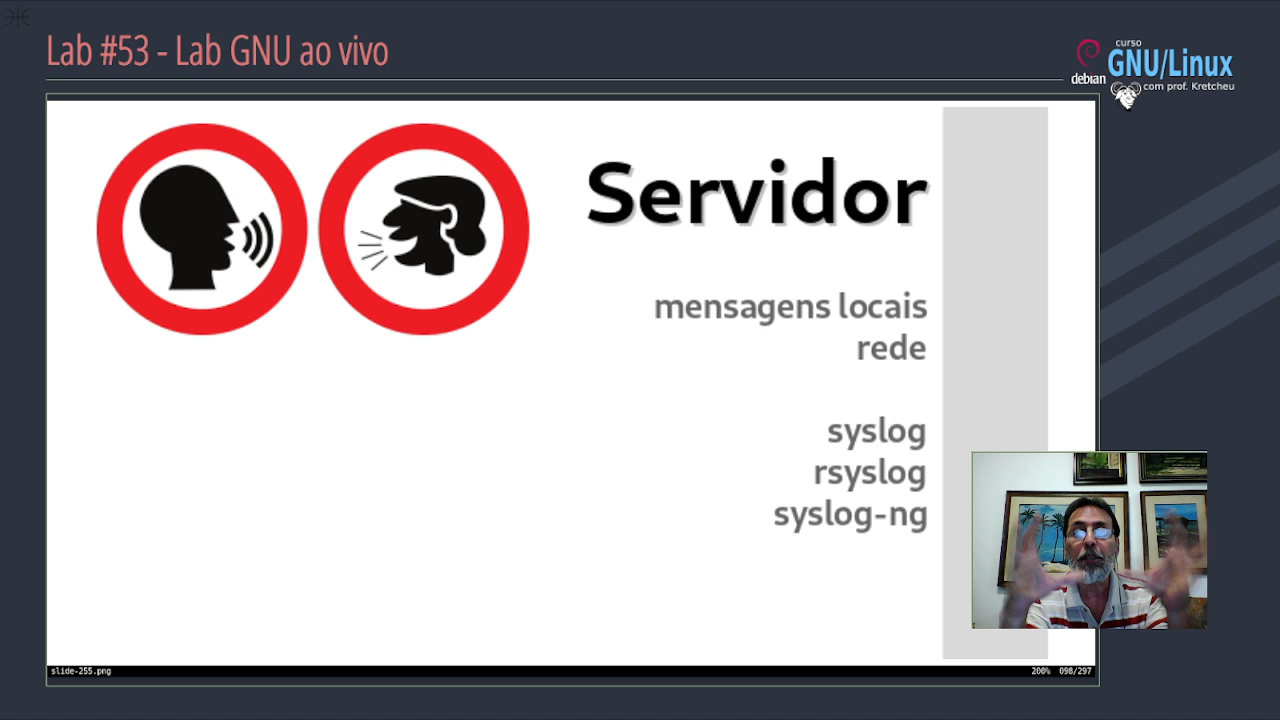 Lab #53 - Lab GNU ao vivo
curso
GNU/Linux
debian
com prof. Kretcheu
Servidor
mensagens locais
rede
syslog
rsyslog
syslog-ng
slide-255.png
200% 098/297